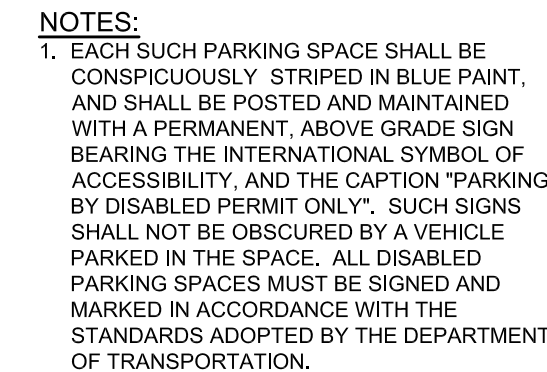 NOTES:
1. EACH SUCH PARKING SPACE SHALL BE
CONSPICUOUSLY STRIPED IN BLUE PAINT,
AND SHALL BE POSTED AND MAINTAINED
WITH A PERMANENT, ABOVE GRADE SIGN
BEARING THE INTERNATIONAL SYMBOL OF
ACCESSIBILITY, AND THE CAPTION "PARKING
BY DISABLED PERMIT ONLY". SUCH SIGNS
SHALL NOT BE OBSCURED BY A VEHICLE
PARKED IN THE SPACE. ALL DISABLED
PARKING SPACES MUST BE SIGNED AND
MARKED IN ACCORDANCE WITH THE
STANDARDS ADOPTED BY THE DEPARTMENT
OF TRANSPORTATION.